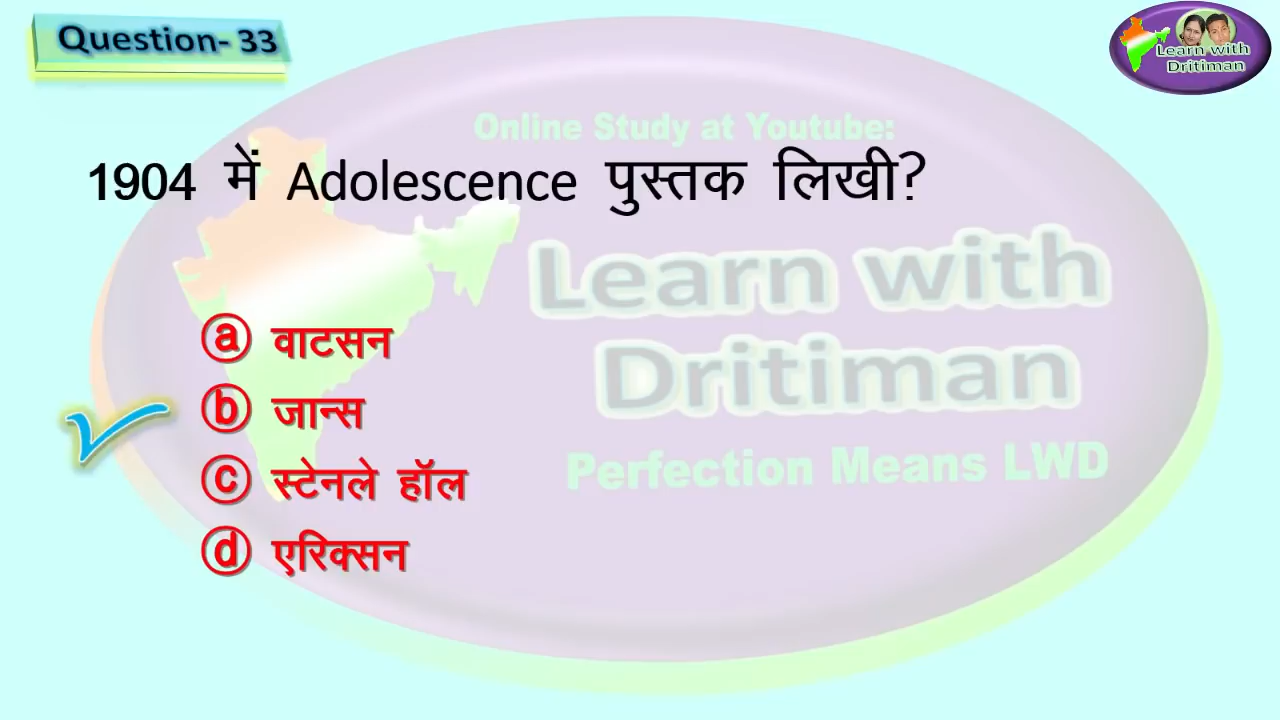 Question- 33
Learn with
Dritiman
Online Study at Youtube:
1904 में Adolescence पुस्तक लिखी?
Learn with
Dritiman
ⓐ वाटसन
ⓑ जान्स
Perfection Means LWD
ⓒ स्टेनले हॉल
ⓓ एरिक्सन